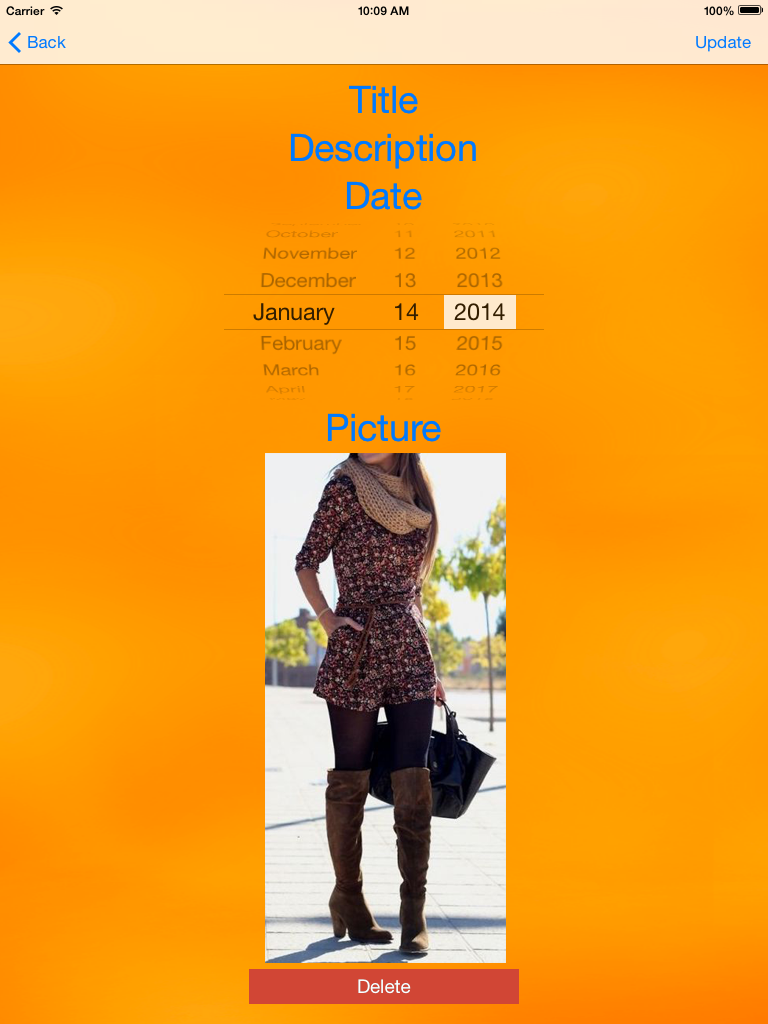 Carrier 10:09 AM 100%
Back Update
Title
Description
Date
October 11 2011
November 12 2012
December 13 2013
January 14 2014
February 15 2015
March 16 2016
April 17 2017
Picture
Delete